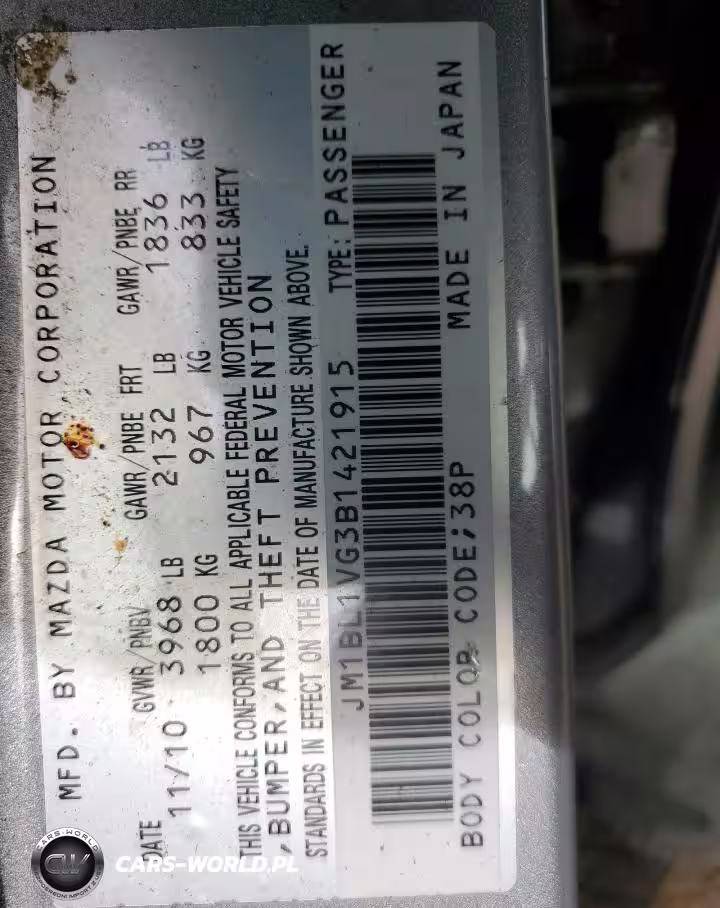 MFD. BY MAZDA MOTOR CORPORATION
DATE GVWR/PNBV GAWR/PNBE FRT GAWR/PNBE RR
11/10 3968 LB 2132 LB 1836 LB
1800 KG 967 KG 833 KG
THIS VEHICLE CONFORMS TO ALL APPLICABLE FEDERAL MOTOR VEHICLE SAFETY
,BUMPER,AND THEFT PREVENTION
STANDARDS IN EFFECT ON THE DATE OF MANUFACTURE SHOWN ABOVE.
JM1BL1VG3B1421915 TYPE:PASSENGER
BODY COLOR CODE;38P MADE IN JAPAN
CARS-WORLD
CW
CARS-WORLD.PL